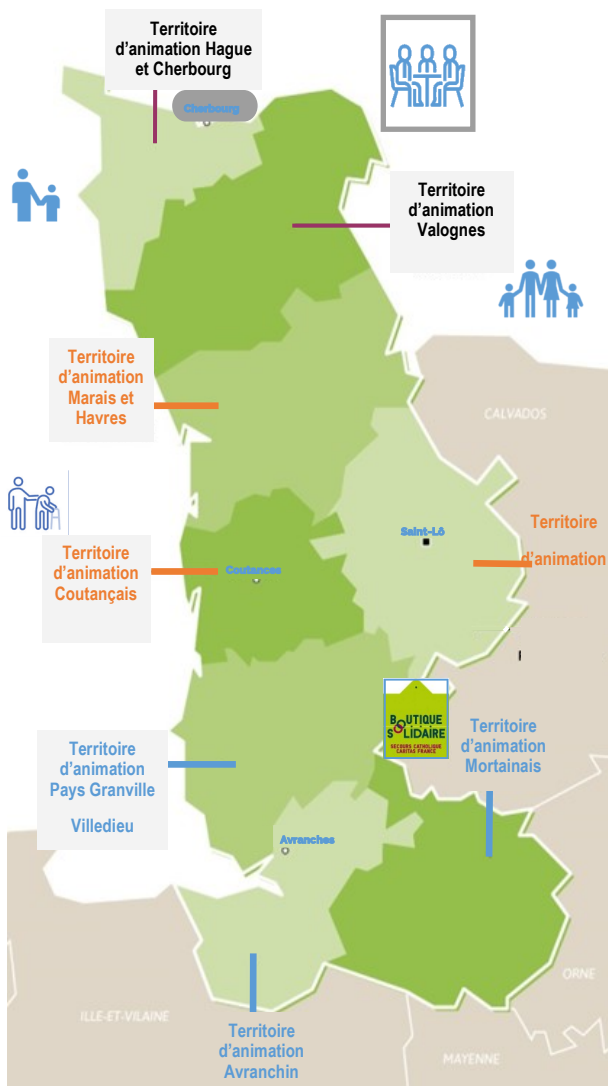 Territoire
d'animation Hague
et Cherbourg
Cherbourg
Territoire
d'animation
Valognes
Territoire
d'animation
Marais et
Havres
CALVADOS
Saint-Lô
Territoire
d'animation
Territoire
d'animation
Coutançais
Coutances
BOUTIQUE
SOLIDAIRE
SECOURS CATHOLIQUE
CARITAS FRANCE
Territoire
d'animation
Mortainais
Territoire
d'animation
Pays Granville
Villedieu
Avranches
ORNE
ILLE-ET-VILAINE
Territoire
d'animation
Avranchin
MAYENNE